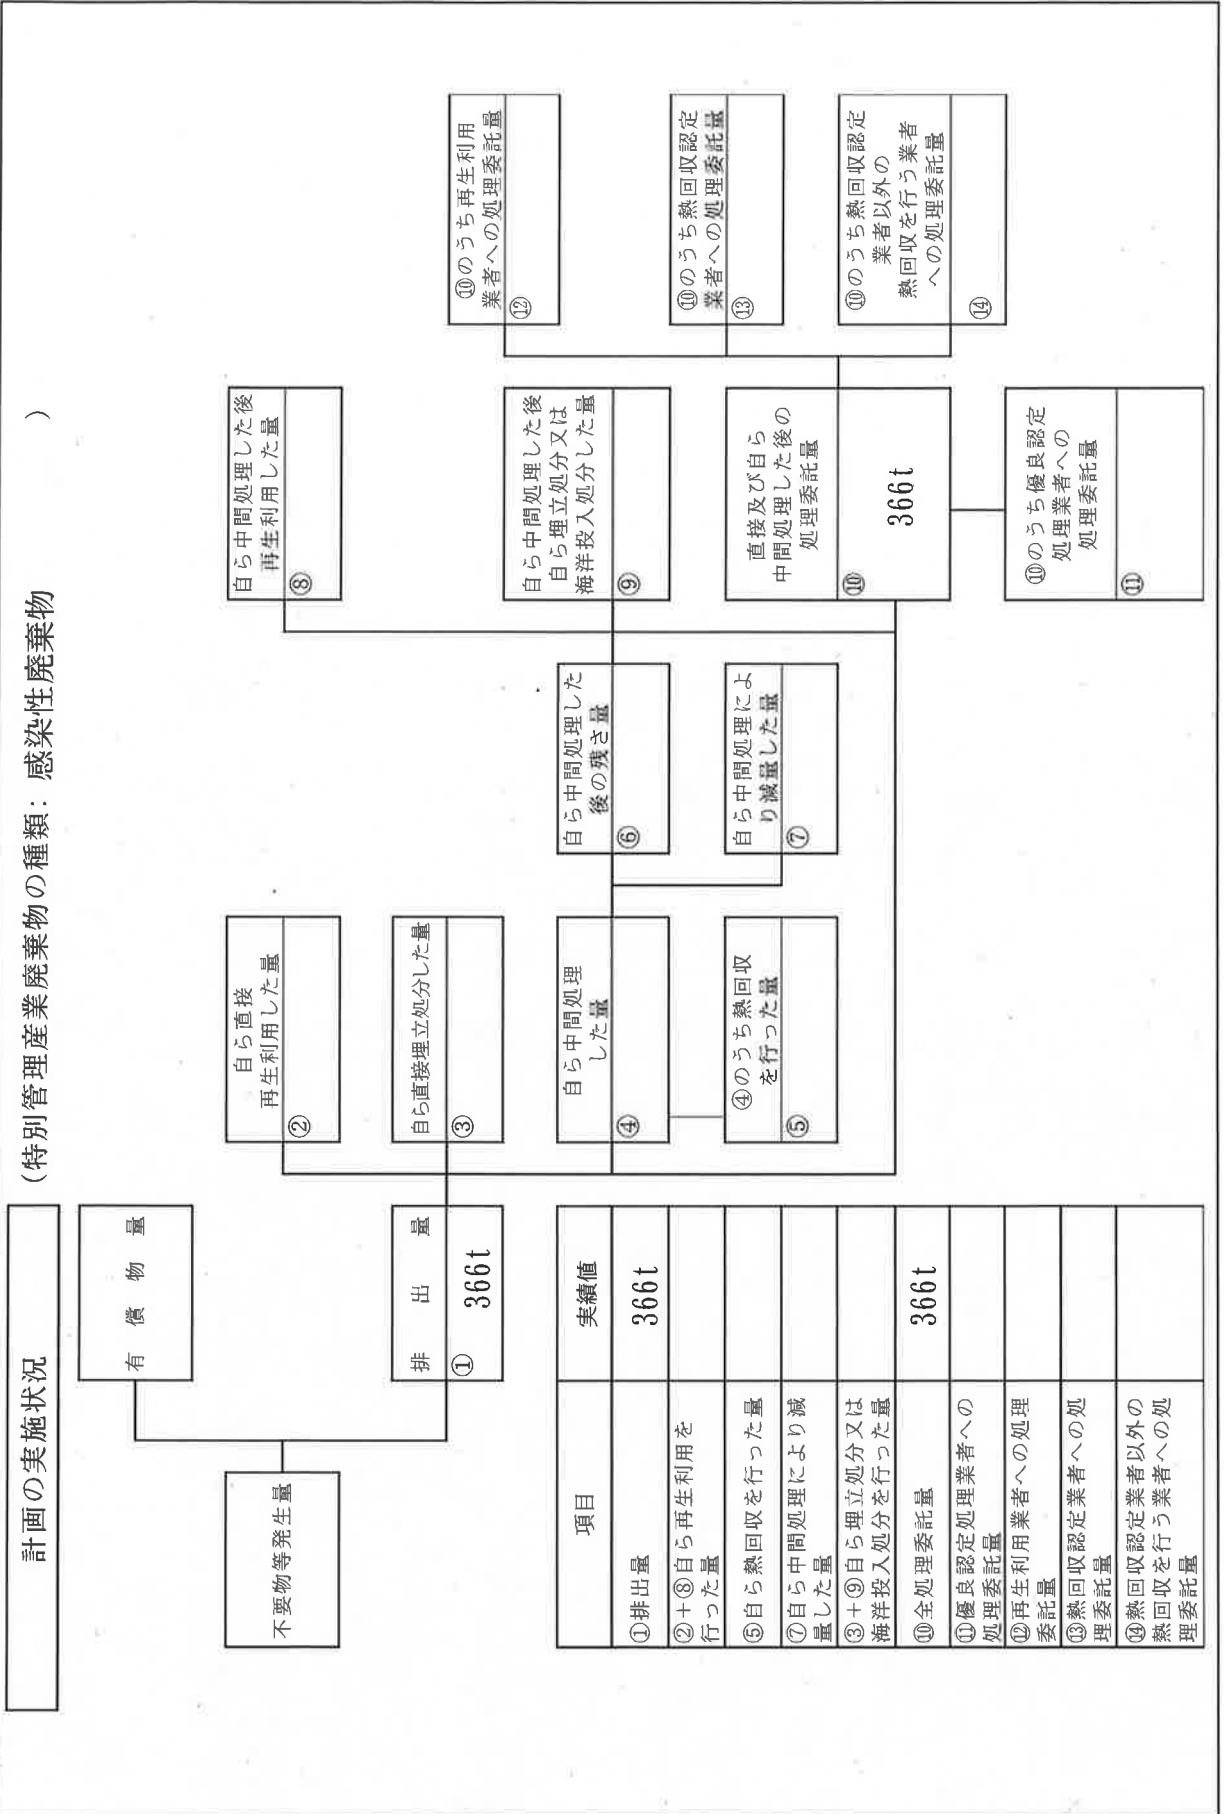 計画の実施状況
(特別管理産業廃棄物の種類: 感染性廃棄物 )
有償物量
不要物等発生量
排出量
①
366t
自ら直接
再生利用した量
②
自ら直接埋立処分した量
③
自ら中間処理
した量
④
④のうち熱回収
を行った量
⑤
自ら中間処理した
後の残さ量
⑥
自ら中間処理によ
り減量した量
⑦
自ら中間処理した後
再生利用した量
⑧
自ら中間処理した後
自ら埋立処分又は
海洋投入処分した量
⑨
直接及び自ら
中間処理した後の
処理委託量
⑩
366t
⑩のうち優良認定
処理業者への
処理委託量
⑪
⑩のうち再生利用
業者への処理委託量
⑫
⑩のうち熱回収認定
業者への処理委託量
⑬
⑩のうち熱回収認定
業者以外の
熱回収を行う業者
への処理委託量
⑭
項目 実績値
①排出量 366t
②+⑧自ら再生利用を
行った量
⑤自ら熱回収を行った量
⑦自ら中間処理により減
量した量
③+⑨自ら埋立処分又は
海洋投入処分を行った量
⑩全処理委託量 366t
⑪優良認定処理業者への
処理委託量
⑫再生利用業者への処理
委託量
⑬熱回収認定業者への処
理委託量
⑭熱回収認定業者以外の
熱回収を行う業者への処
理委託量